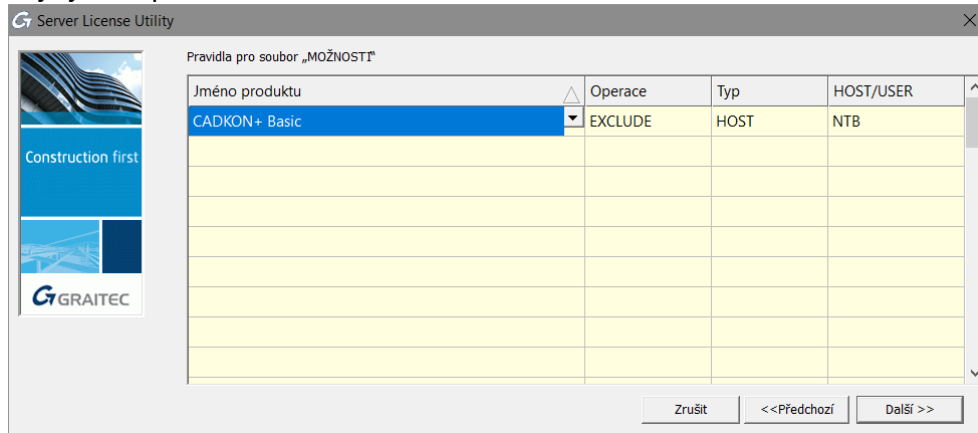 Server License Utility
Pravidla pro soubor „MOŽNOSTI“
Jméno produktu Operace Typ HOST/USER
CADKON+ Basic EXCLUDE HOST NTB
Construction first
GRAITEC
Zrušit <<Předchozí Další >>